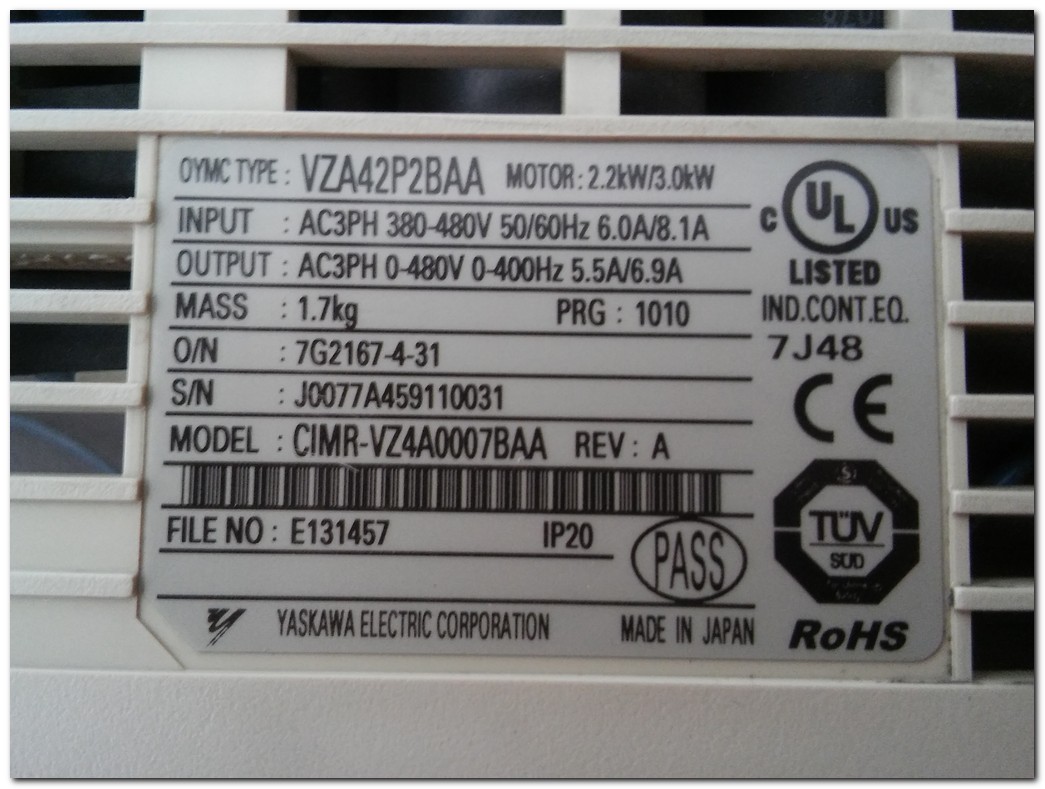 OYMC TYPE : VZA42P2BAA MOTOR : 2.2kW/3.0kW
INPUT : AC3PH 380-480V 50/60Hz 6.0A/8.1A
OUTPUT : AC3PH 0-480V 0-400Hz 5.5A/6.9A
MASS : 1.7kg PRG : 1010
O/N : 7G2167-4-31
S/N : J0077A459110031
MODEL : CIMR-VZ4A0007BAA REV : A
FILE NO : E131457 IP20
PASS
YASKAWA ELECTRIC CORPORATION MADE IN JAPAN
C UL US
LISTED
IND.CONT.EQ.
7J48
CE
TÜV
SÜD
RoHS